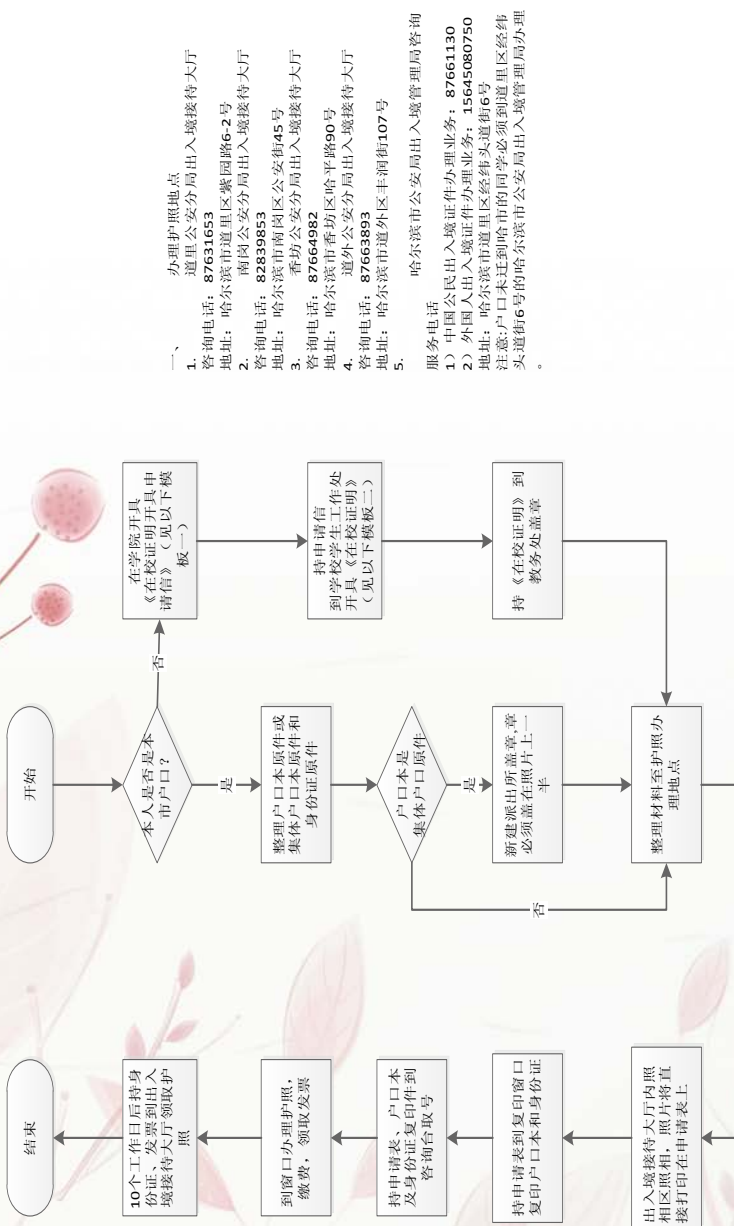 一、 办理护照地点
1. 道里公安分局出入境接待大厅
咨询电话：87631653
地址：哈尔滨市道里区紫园路6-2号
2. 南岗公安分局出入境接待大厅
咨询电话：82839853
地址：哈尔滨市南岗区公安街45号
3. 香坊公安分局出入境接待大厅
咨询电话：87664982
地址：哈尔滨市香坊区哈平路90号
4. 道外公安分局出入境接待大厅
咨询电话：87663893
地址：哈尔滨市道外区丰润街107号
5. 哈尔滨市公安局出入境管理局咨询
服务电话
1）中国公民出入境证件办理业务：87661130
2）外国人出入境证件办理业务：15645080750
地址：哈尔滨市道里区经纬头道街6号
注意:户口未迁到哈市的同学必须到道里区经纬
头道街6号的哈尔滨市公安局出入境管理局办理
。
开始
本人是否是本
市户口？
否
在学院开具
《在校证明开具申
请信》（见以下模
板一）
持申请信
到学校学生工作处
开具《在校证明》
（见以下模板二）
持《在校证明》到
教务处盖章
是
整理户口本原件或
集体户口本原件和
身份证原件
户口本是
集体户口原件
是
新建派出所盖章,章
必须盖在照片上一
半
否
整理材料至护照办
理地点
出入境接待大厅内照
相区照相，照片将直
接打印在申请表上
持申请表到复印窗口
复印户口本和身份证
持申请表、户口本
及身份证复印件到
咨询台取号
到窗口办理护照，
缴费，领取发票
10个工作日后持身
份证、发票到出入
境接待大厅领取护
照
结束